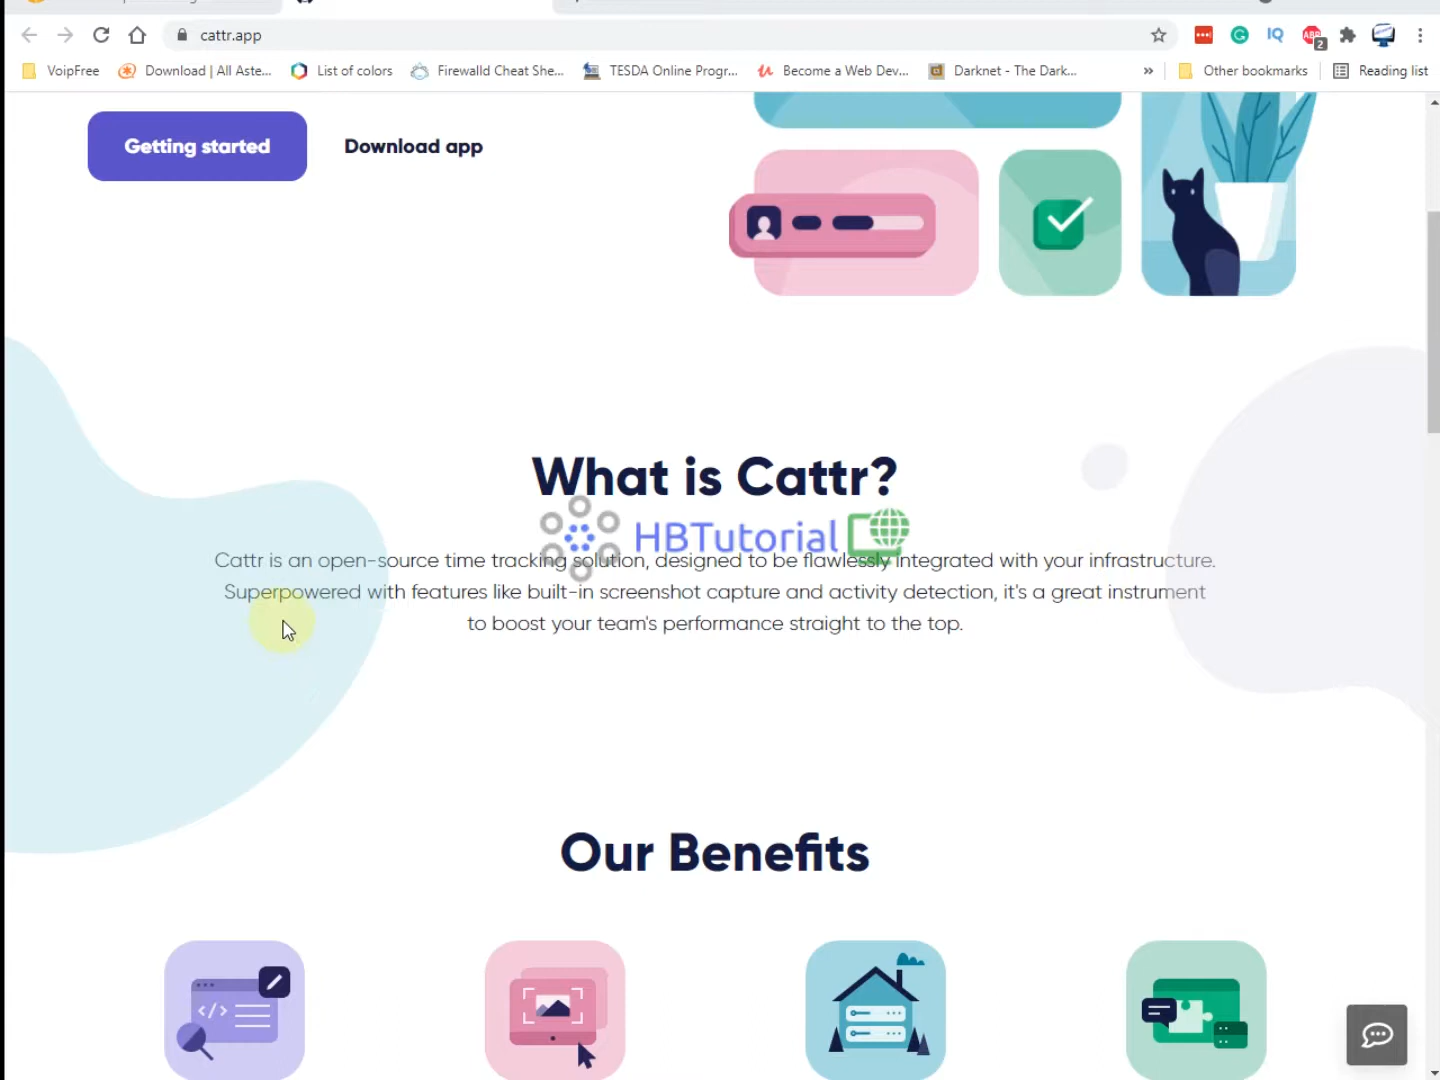 cattr.app
VoipFree
Download | All Aste...
List of colors
Firewalld Cheat She...
TESDA Online Progr...
Become a Web Dev...
Darknet - The Dark...
»
Other bookmarks
Reading list
IQ
ABP
2
Getting started
Download app
What is Cattr?
HBTutorial
Cattr is an open-source time tracking solution, designed to be flawlessly integrated with your infrastructure.
Superpowered with features like built-in screenshot capture and activity detection, it's a great instrument
to boost your team's performance straight to the top.
Our Benefits